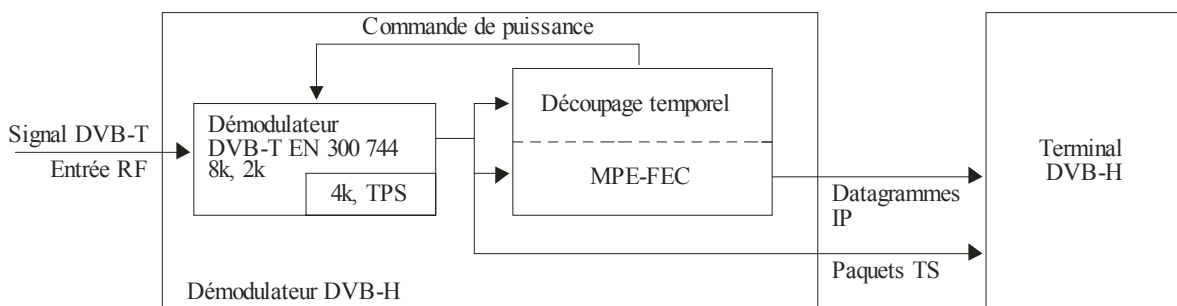 Commande de puissance
Signal DVB-T
Entrée RF
Démodulateur
DVB-T EN 300 744
8k, 2k
4k, TPS
Découpage temporel
MPE-FEC
Datagrammes
IP
Paquets TS
Terminal
DVB-H
Démodulateur DVB-H